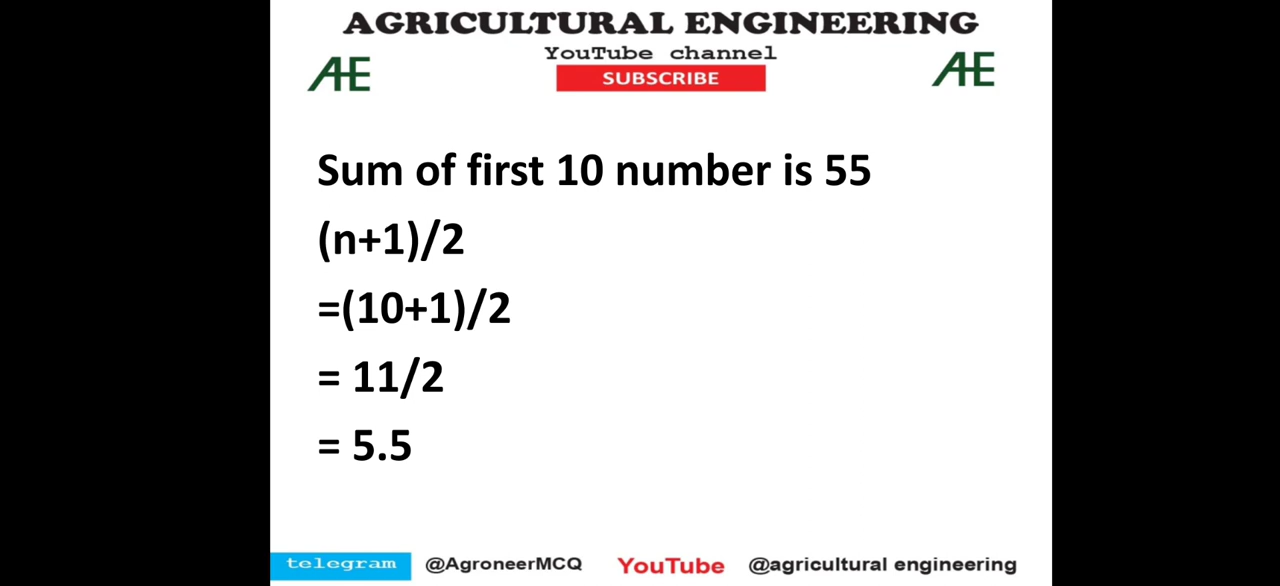 AGRICULTURAL ENGINEERING
YouTube channel
AE SUBSCRIBE AE
Sum of first 10 number is 55
(n+1)/2
=(10+1)/2
= 11/2
= 5.5
telegram @AgroneerMCQ YouTube @agricultural engineering